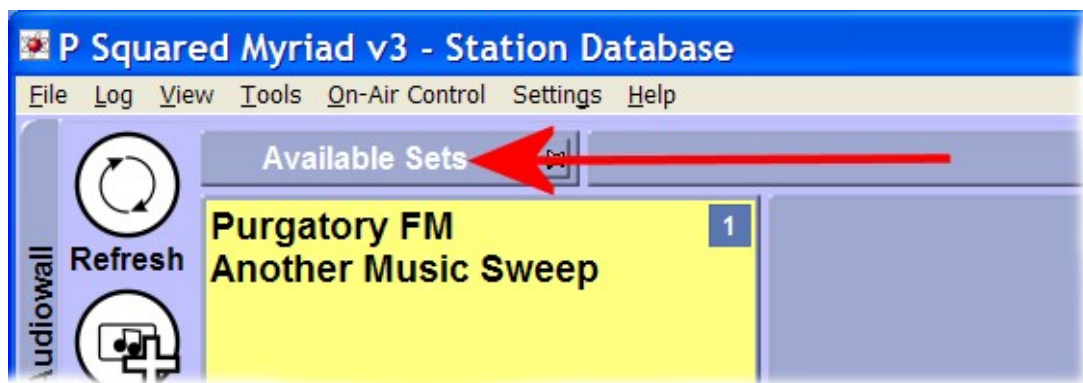 P Squared Myriad v3 - Station Database
File Log View Tools On-Air Control Settings Help
Available Sets
Purgatory FM 1
Another Music Sweep
Refresh
Audiowall